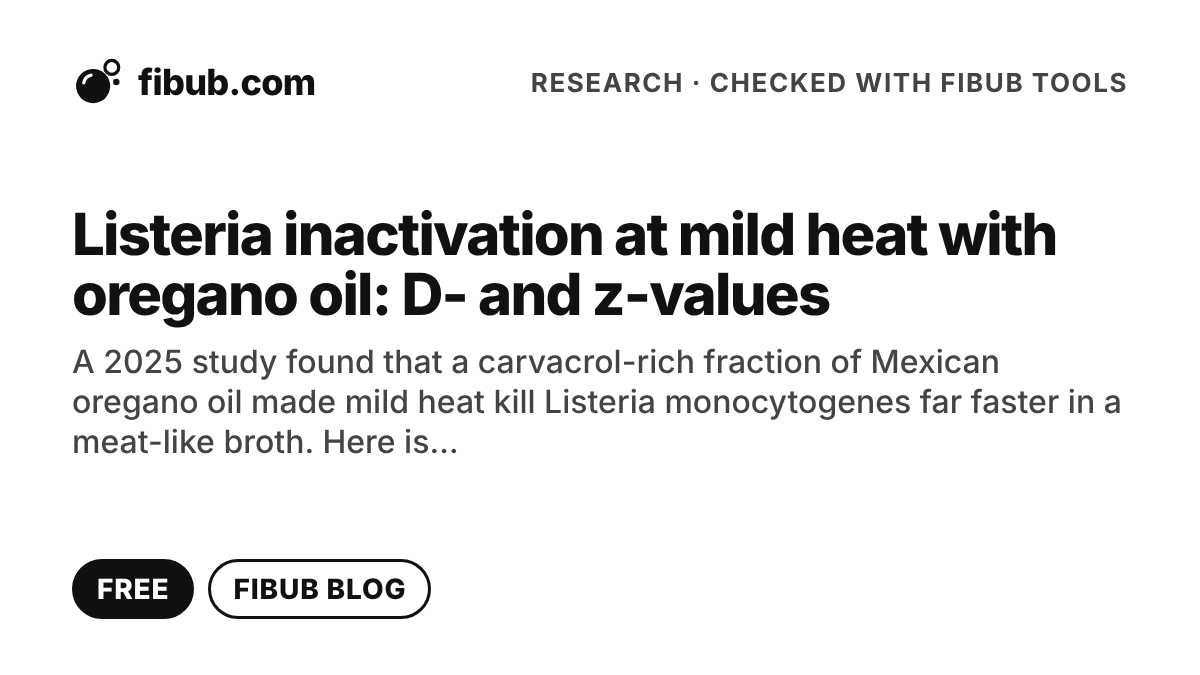 fibub.com
RESEARCH · CHECKED WITH FIBUB TOOLS
Listeria inactivation at mild heat with
oregano oil: D- and z-values
A 2025 study found that a carvacrol-rich fraction of Mexican
oregano oil made mild heat kill Listeria monocytogenes far faster in a
meat-like broth. Here is...
FREE
FIBUB BLOG